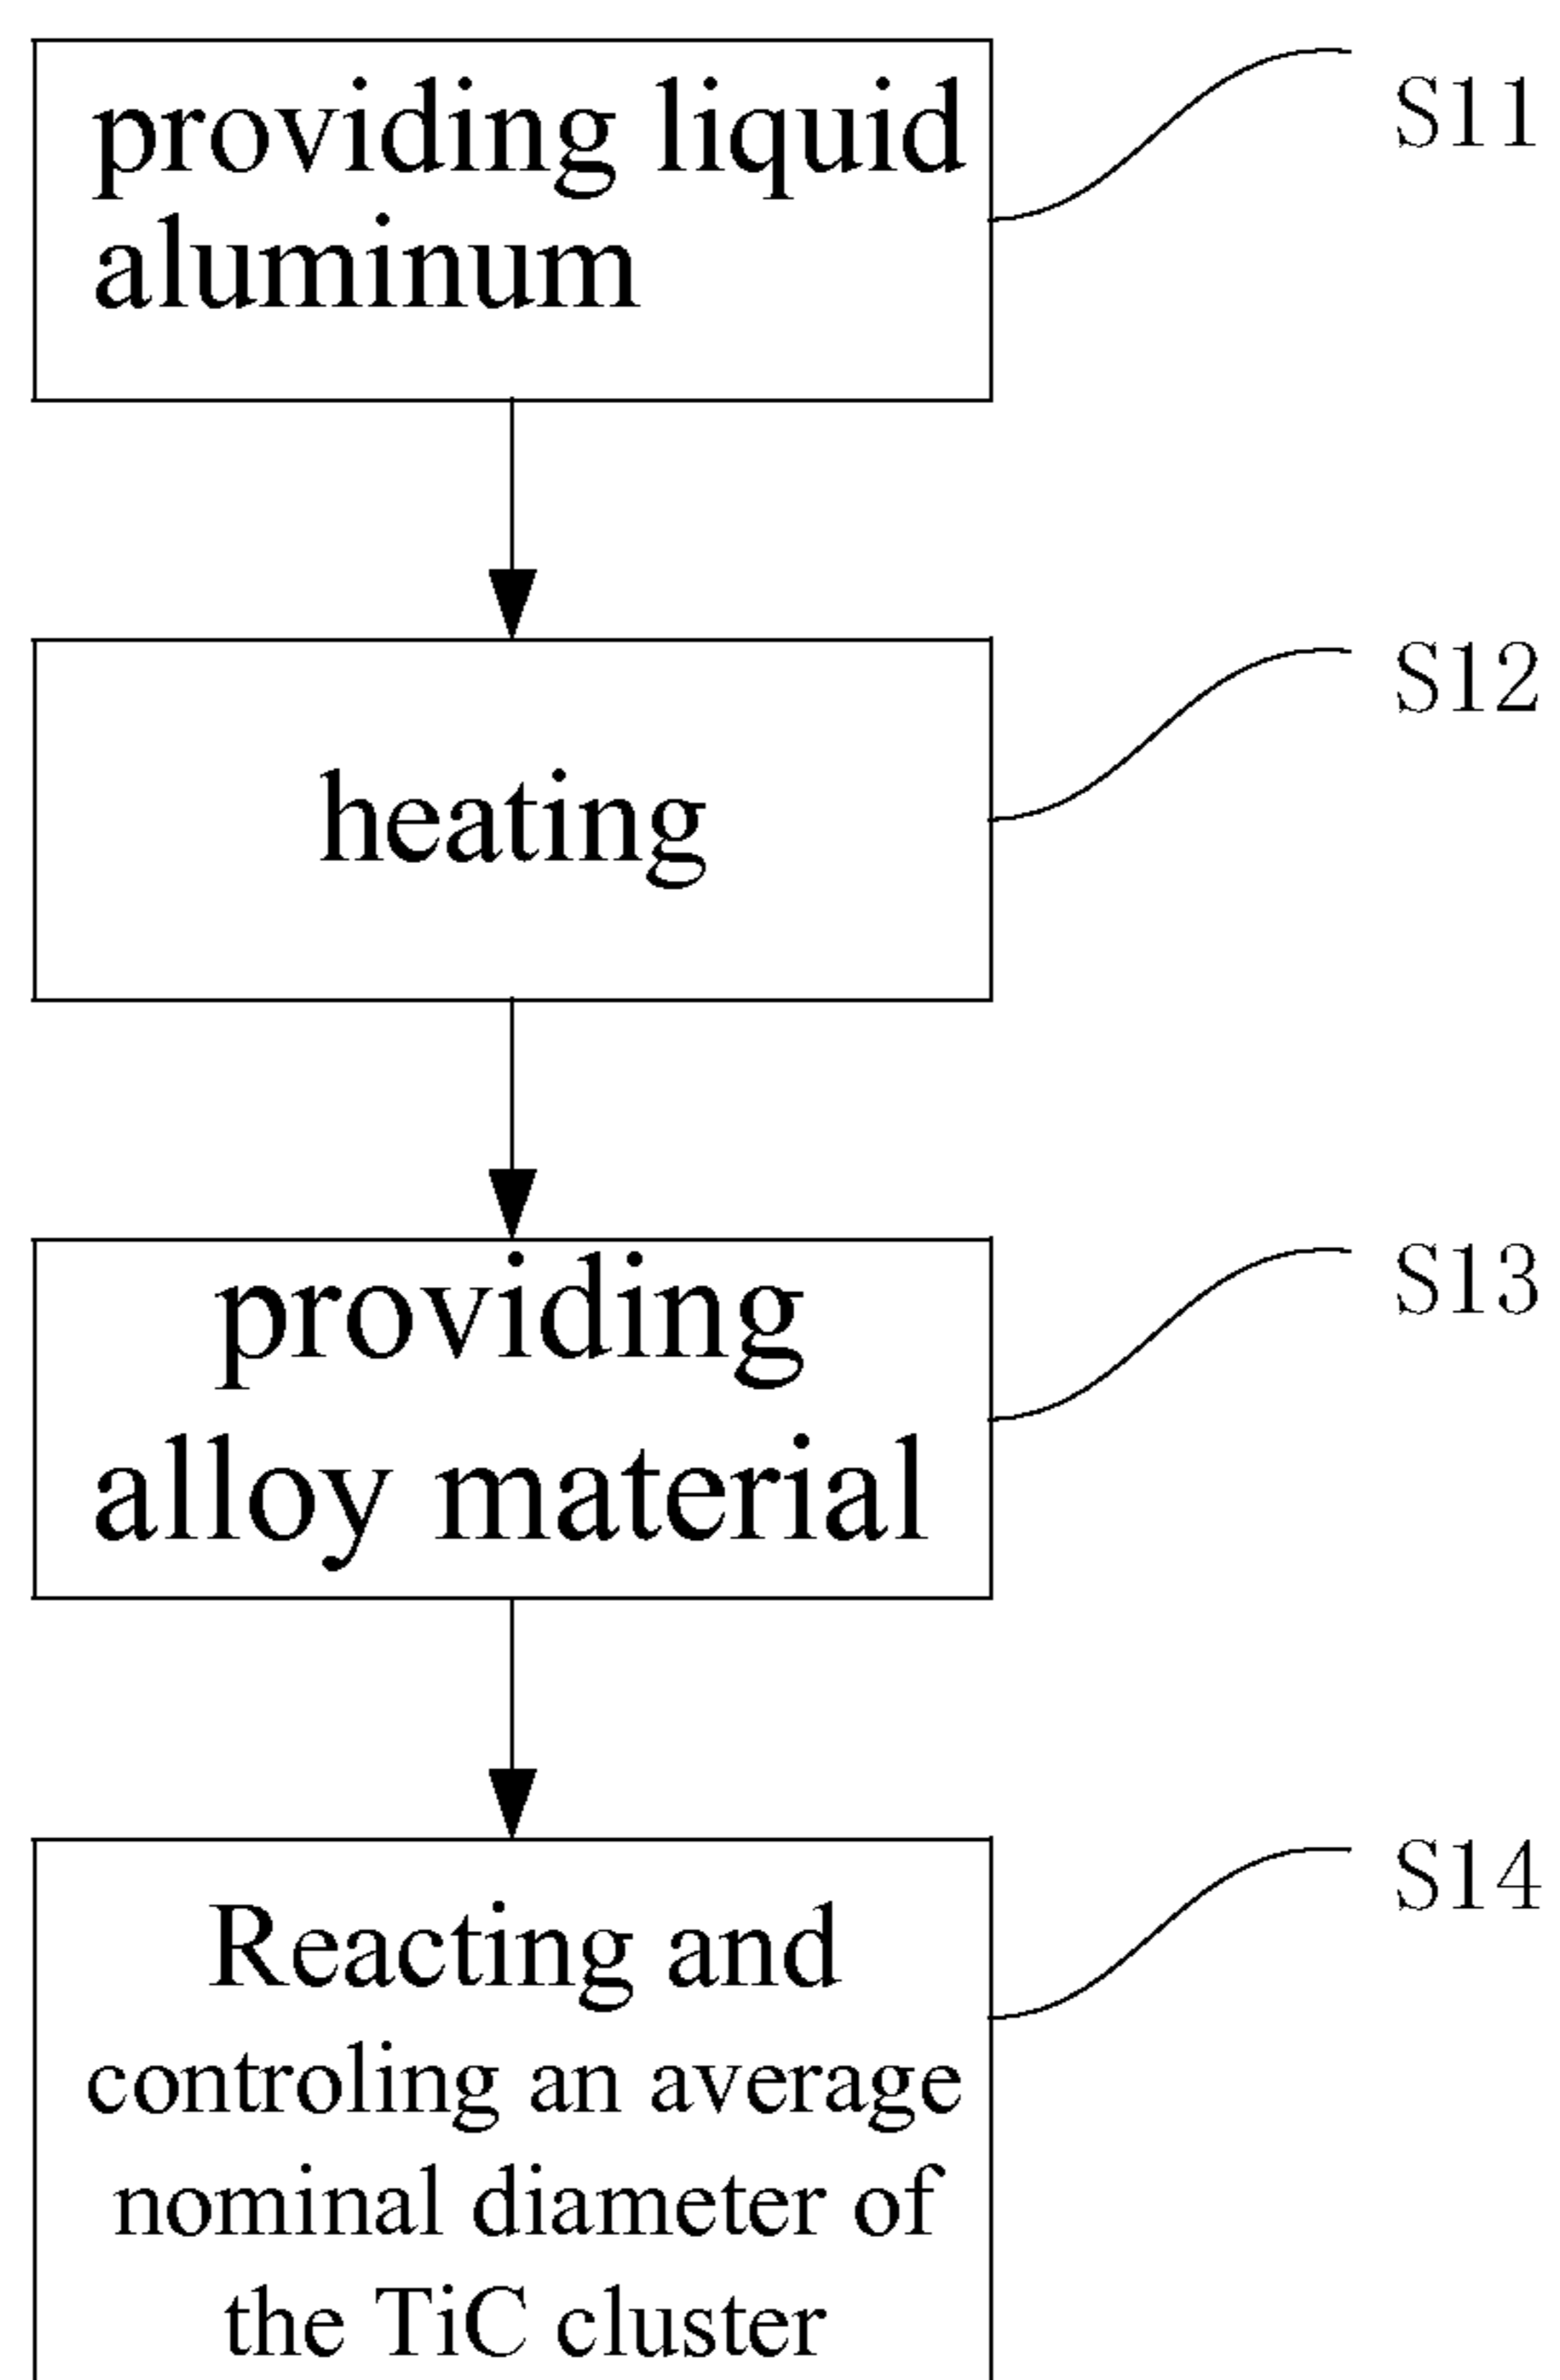 providing liquid
aluminum
S11
heating
S12
providing
alloy material
S13
Reacting and
controling an average
nominal diameter of
the TiC cluster
S14